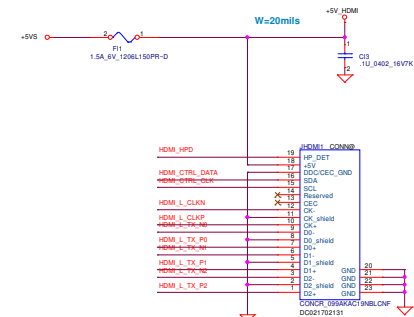 +5V_HDMI
W=20mils
+5VS
2
1
FI1
1.5A_6V_1206L150PR-D
1
2
CI3
.1U_0402_16V7K
JHDMI1 CONN@
HDMI_HPD
19
HP_DET
18
+5V
17
DDC/CEC_GND
HDMI_CTRL_DATA
16
SDA
HDMI_CTRL_CLK
15
SCL
14
Reserved
13
CEC
HDMI_L_CLKN
12
CK-
11
CK_shield
HDMI_L_CLKP
10
CK+
HDMI_L_TX_N0
9
D0-
8
D0_shield
HDMI_L_TX_P0
7
D0+
HDMI_L_TX_N1
6
D1-
5
D1_shield
HDMI_L_TX_P1
4
D1+
GND
20
HDMI_L_TX_N2
3
D2-
GND
21
2
D2_shield
GND
22
HDMI_L_TX_P2
1
D2+
GND
23
CONCR_099AKAC19NBLCNF
DC021702131